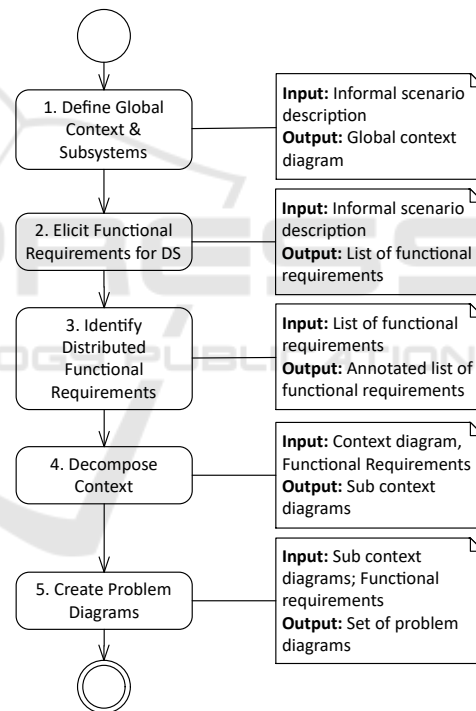 1. Define Global
Context &
Subsystems
Input: Informal scenario
description
Output: Global context
diagram
2. Elicit Functional
Requirements for DS
Input: Informal scenario
description
Output: List of functional
requirements
3. Identify
Distributed
Functional
Requirements
Input: List of functional
requirements
Output: Annotated list of
functional requirements
4. Decompose
Context
Input: Context diagram,
Functional Requirements
Output: Sub context
diagrams
5. Create Problem
Diagrams
Input: Sub context
diagrams; Functional
requirements
Output: Set of problem
diagrams